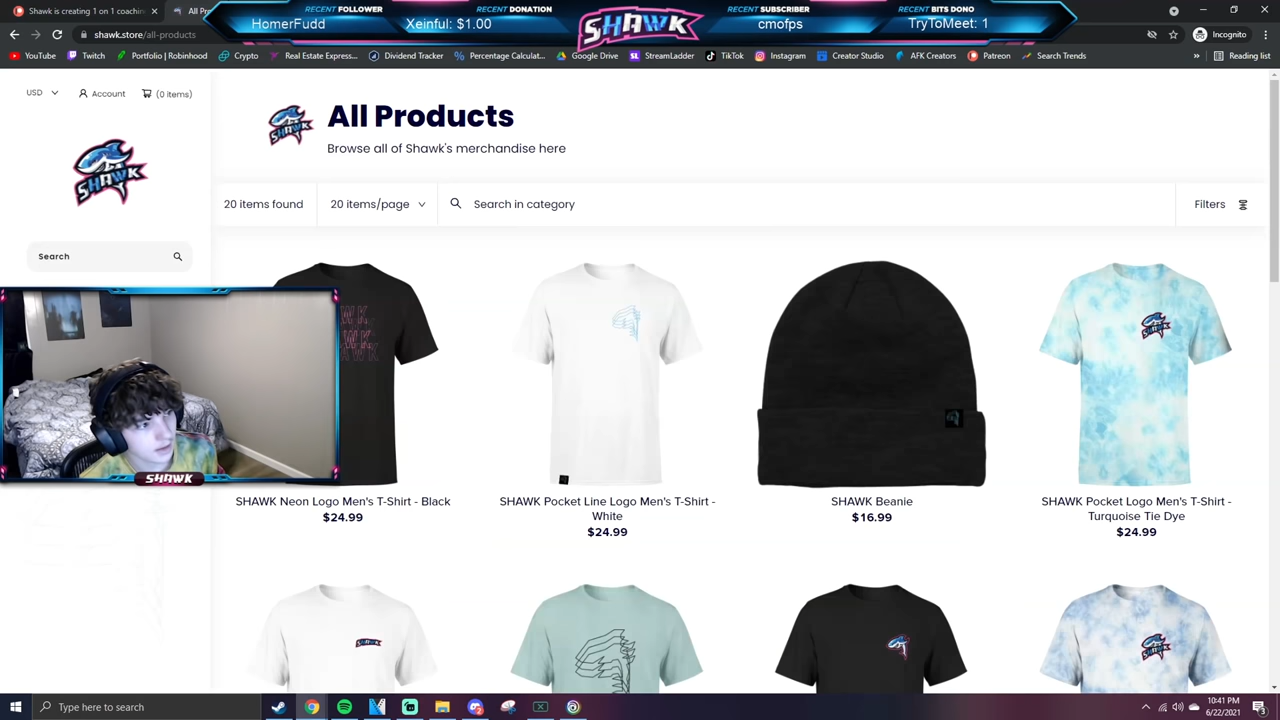 Shawk is creating 1 on 1 coachin
All Pr
RECENT FOLLOWER
HomerFudd
RECENT DONATION
Xeinful: $1.00
SHAWK
RECENT SUBSCRIBER
cmofps
RECENT BITS DONO
TryToMeet: 1
shawk.store/all-products
Incognito
YouTube
Twitch
Portfolio | Robinhood
Crypto
Real Estate Express...
Dividend Tracker
Percentage Calculat...
Google Drive
StreamLadder
TikTok
Instagram
Creator Studio
AFK Creators
Patreon
Search Trends
»
Reading list
USD
Account
(0 items)
SHAWK
Search
SHAWK
All Products
Browse all of Shawk's merchandise here
20 items found
20 items/page
Search in category
Filters
SHAWK
SHAWK Neon Logo Men's T-Shirt - Black
$24.99
SHAWK Pocket Line Logo Men's T-Shirt -
White
$24.99
SHAWK Beanie
$16.99
SHAWK Pocket Logo Men's T-Shirt -
Turquoise Tie Dye
$24.99
SHAWK
SHAWK
Type here to search
10:41 PM
6/22/2021